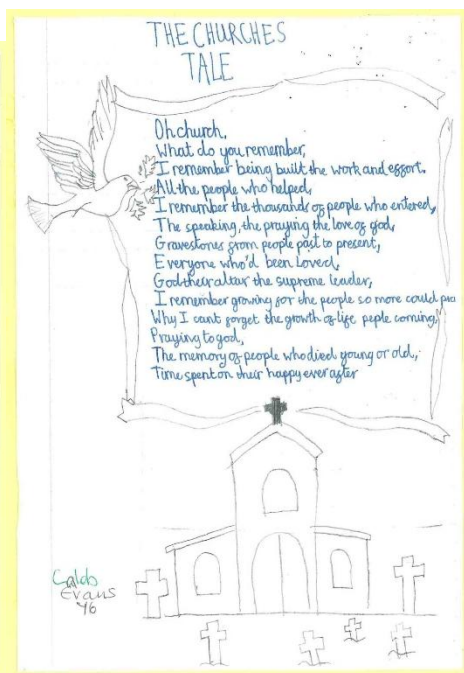 THE CHURCHES
TALE
Oh church,
What do you remember,
I remember being built the work and effort.
All the people who helped,
I remember the thousands of people who entered,
The speaking, the praying the love of god,
Gravestones from people past to present,
Everyone who'd been Loved,
God their altar the supreme leader,
I remember growing for the people so more could pra
Why I cant forget the growth of life peple coming,
Praying to god,
The memory of people who died young or old,
Time spent on their happy ever after
Caleb
Evans
Y6